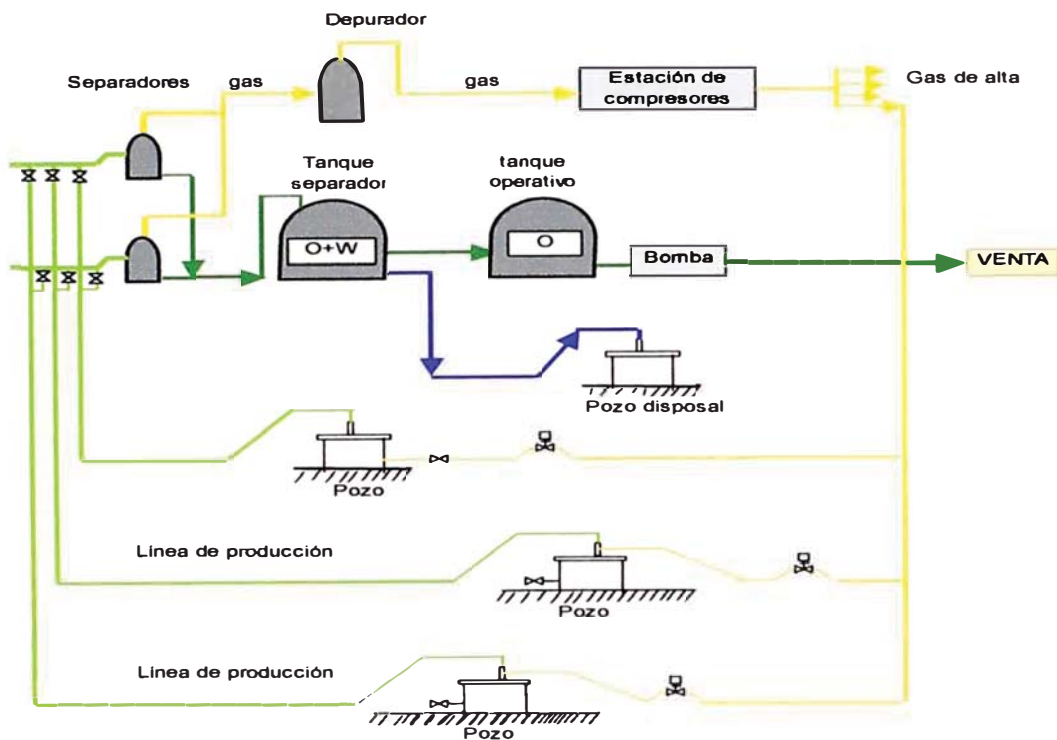 Depurador
Separadores
gas
gas
Estación de
compresores
Gas de alta
Tanque
separador
tanque
operativo
O+W
O
Bomba
VENTA
Pozo disposal
Pozo
Línea de producción
Pozo
Línea de producción
Pozo